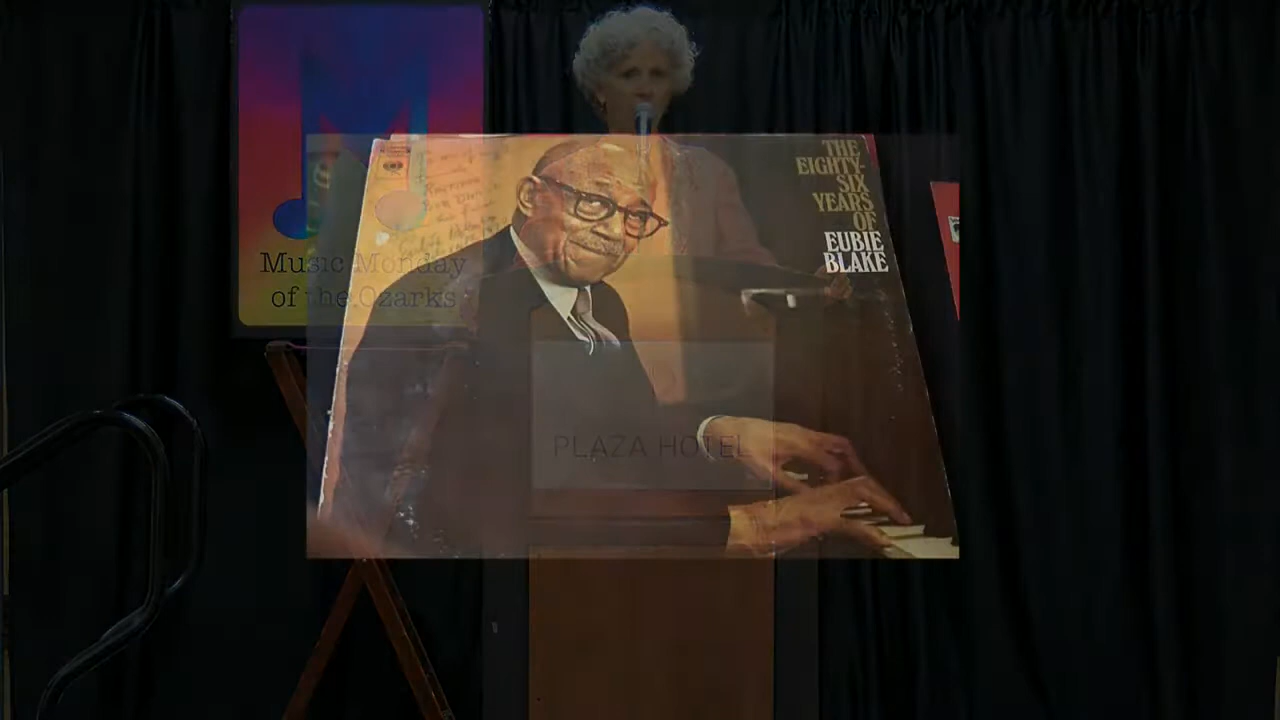 THE
EIGHTY-
SIX
YEARS
OF
EUBIE
BLAKE
Music Monday
of the Ozarks
PLAZA HOTEL